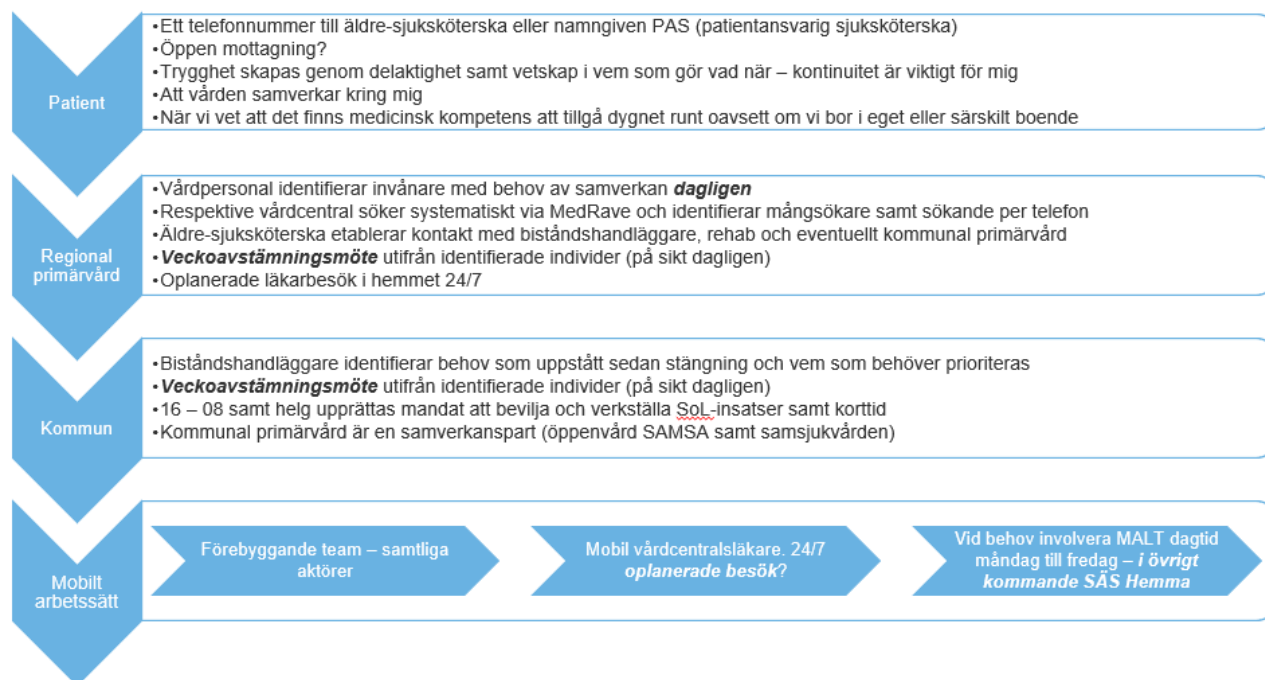 Patient
•Ett telefonnummer till äldre-sjuksköterska eller namngiven PAS (patientansvarig sjuksköterska)
•Öppen mottagning?
•Trygghet skapas genom delaktighet samt vetskap i vem som gör vad när – kontinuitet är viktigt för mig
•Att vården samverkar kring mig
•När vi vet att det finns medicinsk kompetens att tillgå dygnet runt oavsett om vi bor i eget eller särskilt boende
Regional
primärvård
•Vårdpersonal identifierar invånare med behov av samverkan dagligen
•Respektive vårdcentral söker systematiskt via MedRave och identifierar mångsökare samt sökande per telefon
•Äldre-sjuksköterska etablerar kontakt med biståndshandläggare, rehab och eventuellt kommunal primärvård
•Veckoavstämningsmöte utifrån identifierade individer (på sikt dagligen)
•Oplanerade läkarbesök i hemmet 24/7
Kommun
•Biståndshandläggare identifierar behov som uppstått sedan stängning och vem som behöver prioriteras
•Veckoavstämningsmöte utifrån identifierade individer (på sikt dagligen)
•16 – 08 samt helg upprättas mandat att bevilja och verkställa SoL-insatser samt korttid
•Kommunal primärvård är en samverkanspart (öppenvård SAMSA samt samsjukvården)
Mobilt
arbetssätt
Förebyggande team – samtliga
aktörer
Mobil vårdcentralsläkare. 24/7
oplanerade besök?
Vid behov involvera MALT dagtid
måndag till fredag – i övrigt
kommande SÄS Hemma